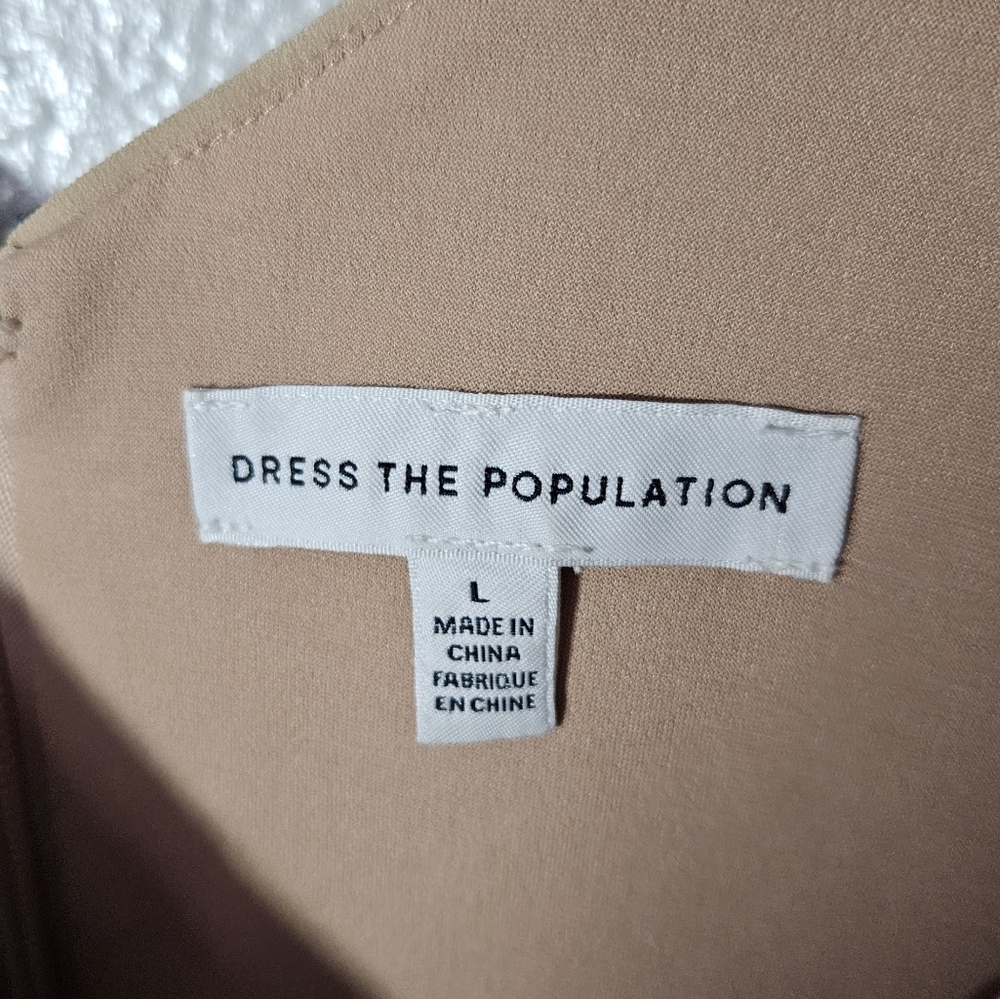 DRESS THE POPULATION
L
MADE IN
CHINA
FABRIQUE
EN CHINE